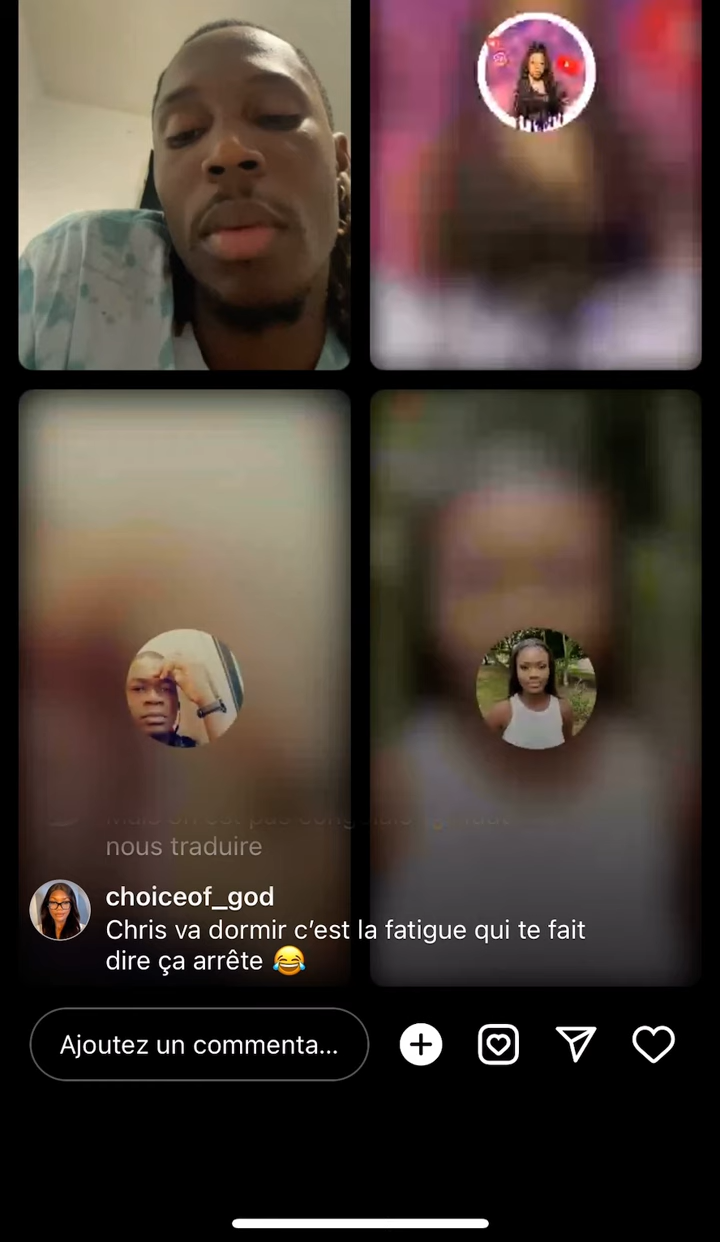 nous traduire
choiceof_god
Chris va dormir c’est la fatigue qui te fait
dire ça arrête 😂
Ajoutez un commenta...